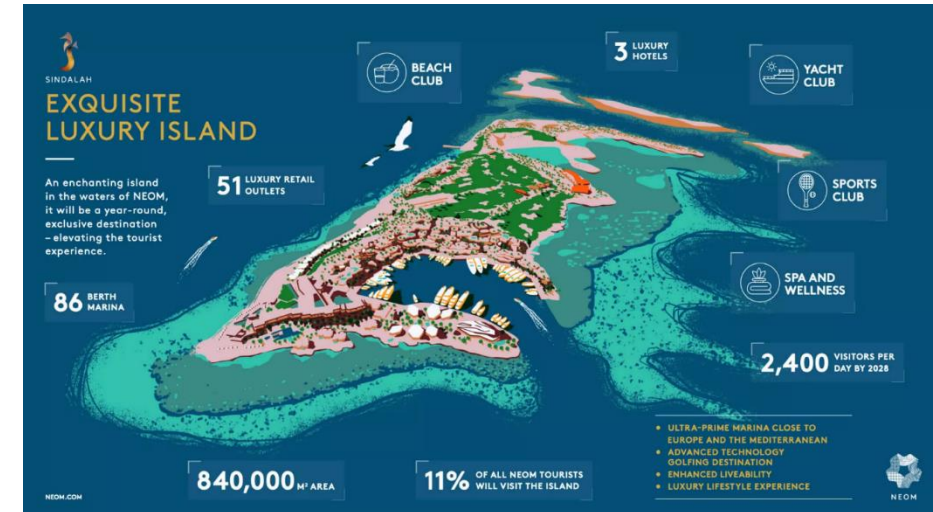 SINDALAH
EXQUISITE
LUXURY ISLAND
An enchanting island
in the waters of NEOM,
it will be a year-round,
exclusive destination
– elevating the tourist
experience.
BEACH
CLUB
3 LUXURY
HOTELS
YACHT
CLUB
51 LUXURY RETAIL
OUTLETS
SPORTS
CLUB
86 BERTH
MARINA
SPA AND
WELLNESS
2,400 VISITORS PER
DAY BY 2028
840,000 M² AREA
11% OF ALL NEOM TOURISTS
WILL VISIT THE ISLAND
• ULTRA-PRIME MARINA CLOSE TO
EUROPE AND THE MEDITERRANEAN
• ADVANCED TECHNOLOGY
GOLFING DESTINATION
• ENHANCED LIVEABILITY
• LUXURY LIFESTYLE EXPERIENCE
NEOM.COM
NEOM